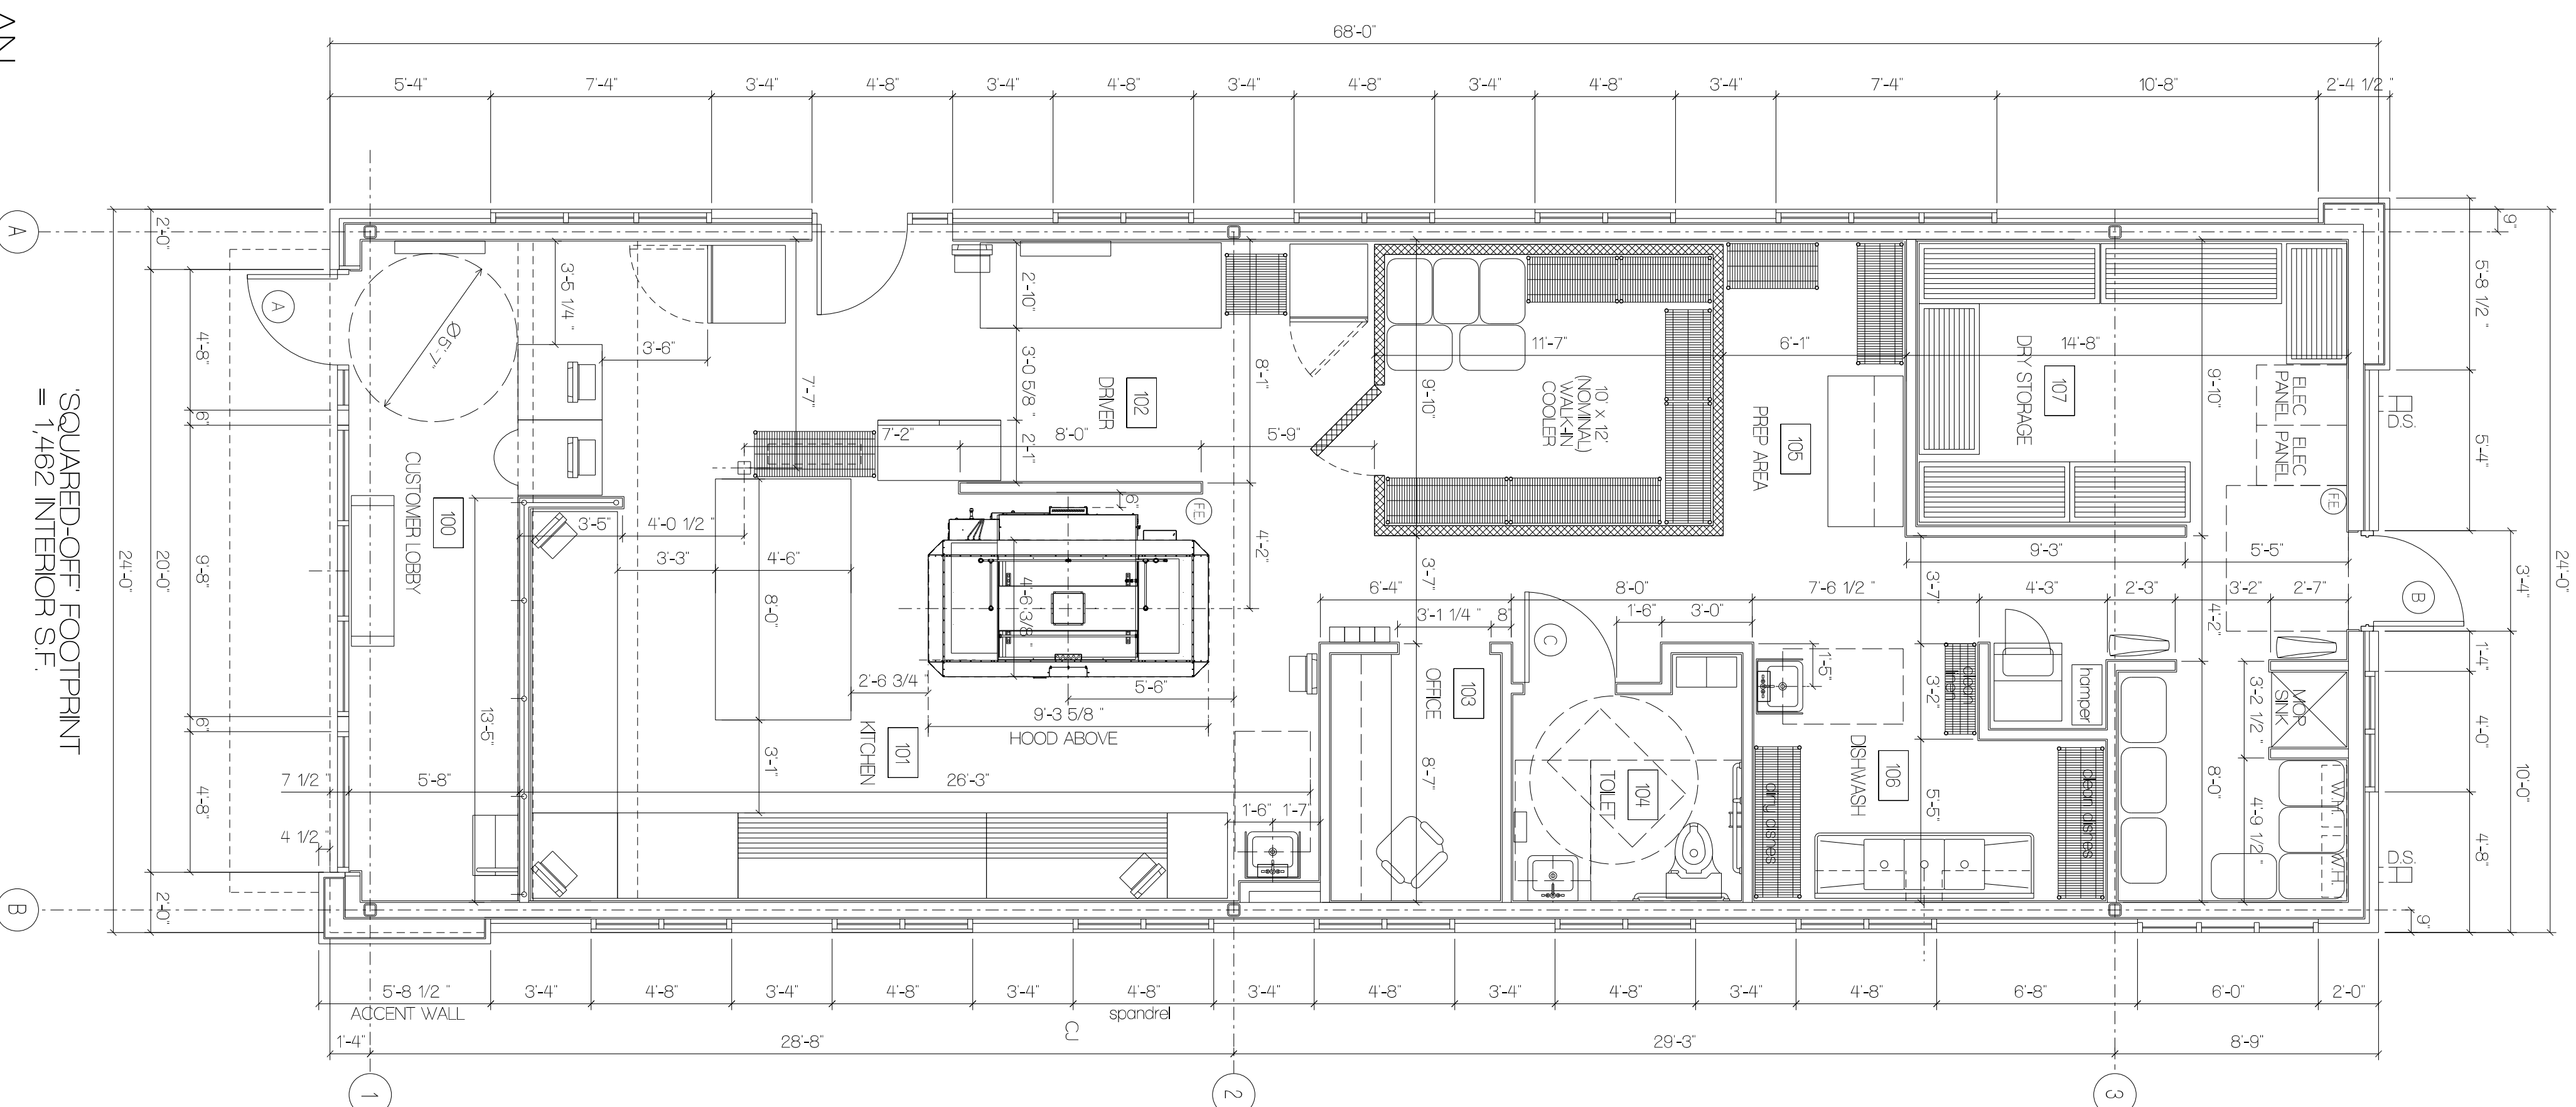 AN
68'-0"
5'-4" 7'-4" 3'-4" 4'-8" 3'-4" 4'-8" 3'-4" 4'-8" 3'-4" 4'-8" 3'-4" 7'-4" 10'-8" 2'-4 1/2 "
A
2'-0"
9"
A
4'-8"
6"
9'-8"
6"
4'-8"
20'-0"
24'-0"
2'-0"
'SQUARED-OFF' FOOTPRINT
= 1,462 INTERIOR S.F.
Ø5'-7"
3'-5 1/4 "
3'-6"
7'-7"
2'-10"
3'-0 5/8 "
2'-1"
DRIVER
102
8'-1"
7'-2" 8'-0" 5'-9"
CUSTOMER LOBBY
100
3'-5" 4'-0 1/2 "
3'-3" 4'-6"
8'-0"
13'-5"
6"
FE
4'-2"
4'-6 3/8"
2'-6 3/4 "
5'-6"
9'-3 5/8 "
HOOD ABOVE
KITCHEN
101
3'-1"
7 1/2 " 5'-8" 26'-3"
4 1/2 "
1'-6" 1'-7"
11'-7" 6'-1" 14'-8"
9'-10"
10' X 12'
(NOMINAL)
WALK-IN
COOLER
PREP AREA
105
DRY STORAGE
107
9'-10"
ELEC
PANEL
ELEC
PANEL
FE
D.S.
5'-8 1/2 "
5'-4"
3'-4"
24'-0"
B
9'-3" 5'-5"
3'-7"
3'-7"
4'-2"
6'-4" 8'-0" 7'-6 1/2 " 4'-3" 2'-3" 3'-2" 2'-7"
3'-1 1/4 " 8" 1'-6" 3'-0"
C
OFFICE
103
8'-7"
TOILET
104
1'-5"
DISHWASH
106
dirty dishes
clean
linen
3'-2"
5'-5"
hamper
clean dishes
8'-0"
MOP
SINK
3'-2 1/2 "
4'-9 1/2"
W.H.
W.H.
D.S.
1'-4"
4'-0"
10'-0"
4'-8"
9"
B
5'-8 1/2 " 3'-4" 4'-8" 3'-4" 4'-8" 3'-4" 4'-8" 3'-4" 4'-8" 3'-4" 4'-8" 3'-4" 4'-8" 6'-8" 6'-0" 2'-0"
ACCENT WALL
spandrel
CJ
1'-4" 28'-8" 29'-3" 8'-9"
1
2
3